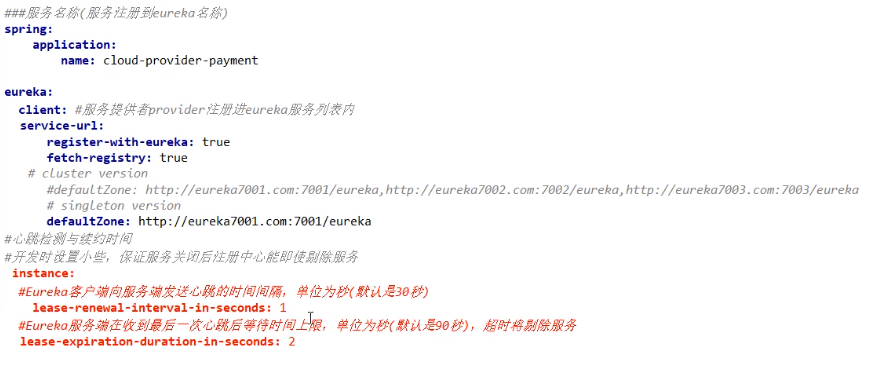 ###服务名称(服务注册到eureka名称)
spring:
application:
name: cloud-provider-payment
eureka:
client: #服务提供者provider注册进eureka服务列表内
service-url:
register-with-eureka: true
fetch-registry: true
# cluster version
#defaultZone: http://eureka7001.com:7001/eureka,http://eureka7002.com:7002/eureka,http://eureka7003.com:7003/eureka
# singleton version
defaultZone: http://eureka7001.com:7001/eureka
#心跳检测与续约时间
#开发时设置小些，保证服务关闭后注册中心能即使剔除服务
instance:
#Eureka客户端向服务端发送心跳的时间间隔，单位为秒(默认是30秒)
lease-renewal-interval-in-seconds: 1
#Eureka服务端在收到最后一次心跳后等待时间上限，单位为秒(默认是90秒)，超时将剔除服务
lease-expiration-duration-in-seconds: 2